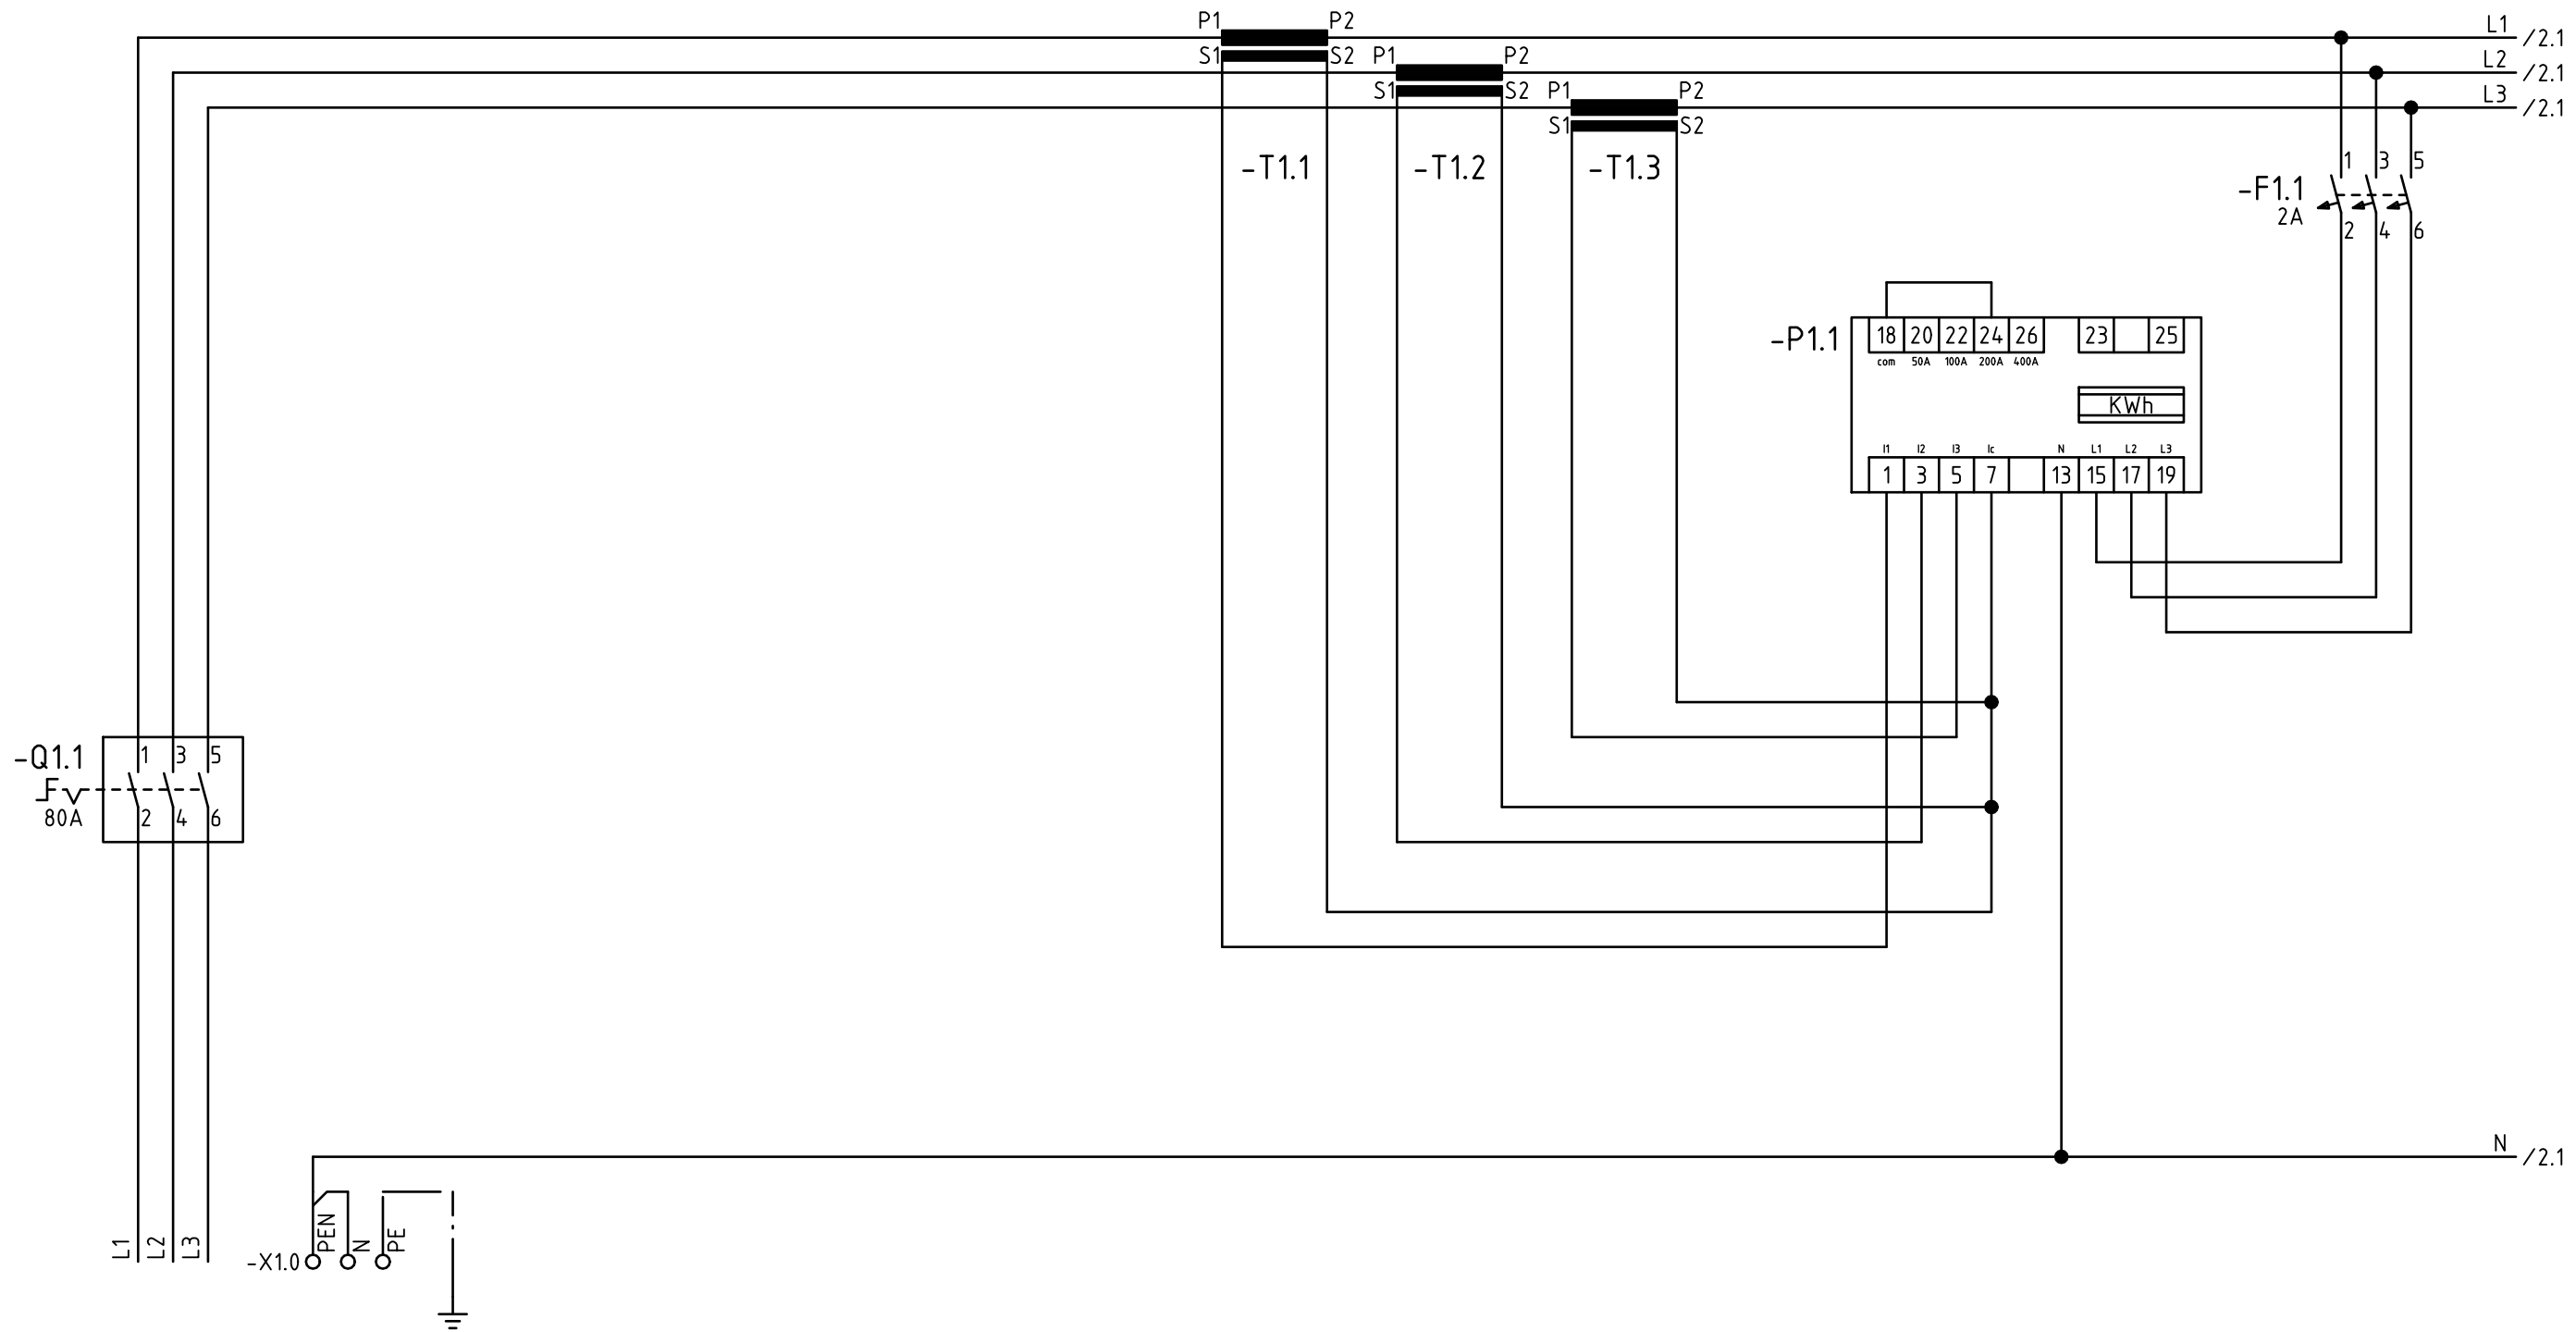 P1 P2 L1 /2.1
S1 S2 P1 P2 L2 /2.1
S1 S2 P1 P2 L3 /2.1
S1 S2
-T1.1 -T1.2 -T1.3
1 3 5
-F1.1
2A
2 4 6
-P1.1
18 20 22 24 26 23 25
com 50A 100A 200A 400A
KWh
I1 I2 I3 Ic N L1 L2 L3
1 3 5 7 13 15 17 19
-Q1.1
1 3 5
80A
2 4 6
N /2.1
L1 L2 L3
-X1.0
PEN N PE